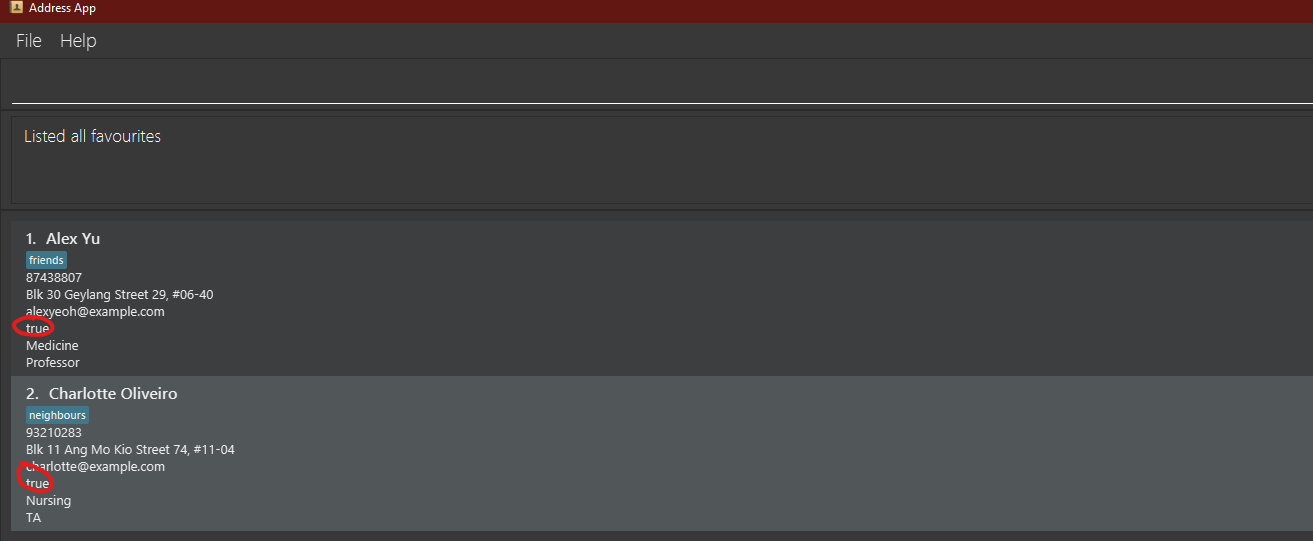 Address App
File Help
Listed all favourites
1. Alex Yu
friends
87438807
Blk 30 Geylang Street 29, #06-40
alexyeoh@example.com
true
Medicine
Professor
2. Charlotte Oliveiro
neighbours
93210283
Blk 11 Ang Mo Kio Street 74, #11-04
charlotte@example.com
true
Nursing
TA